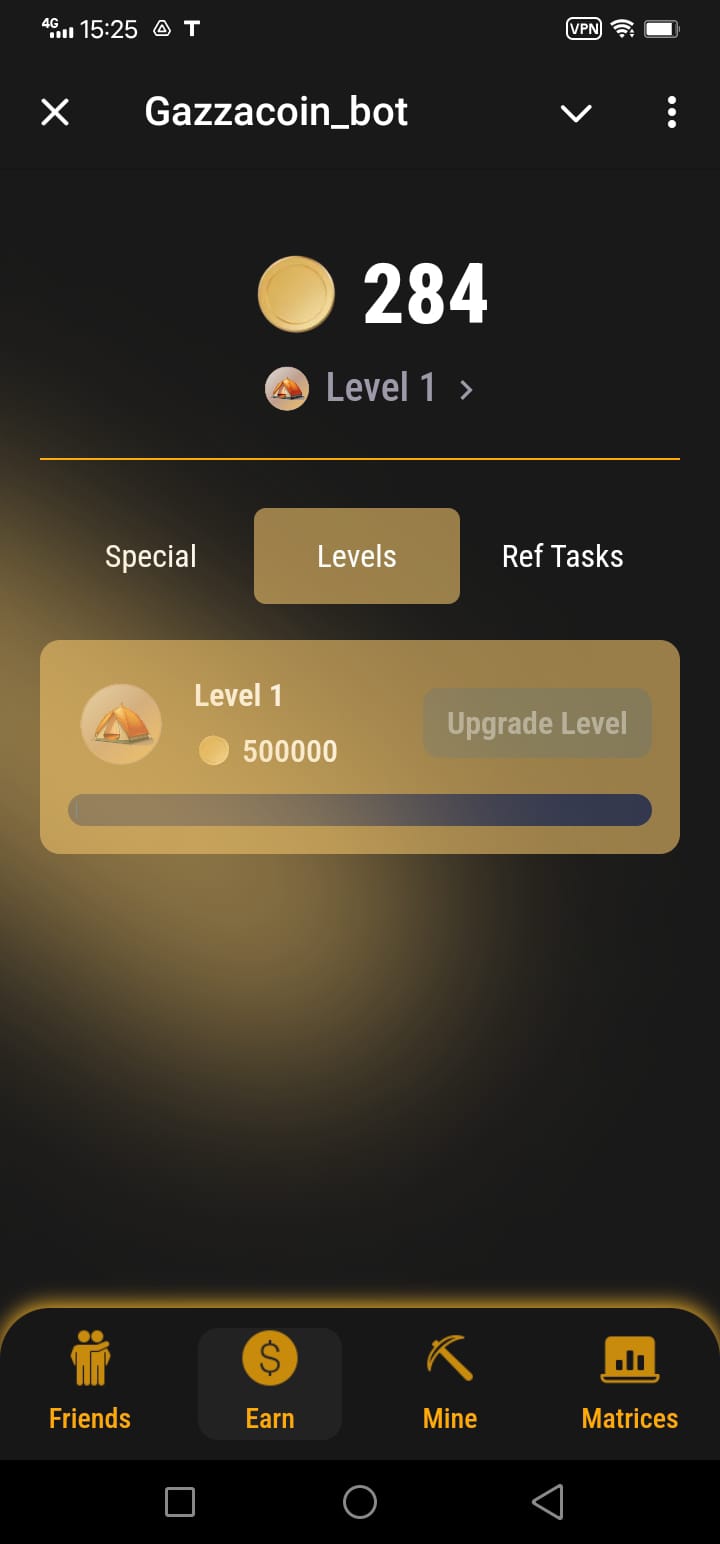 4G 15:25 T VPN
Gazzacoin_bot
284
Level 1
Special Levels Ref Tasks
Level 1
500000
Upgrade Level
Friends Earn Mine Matrices